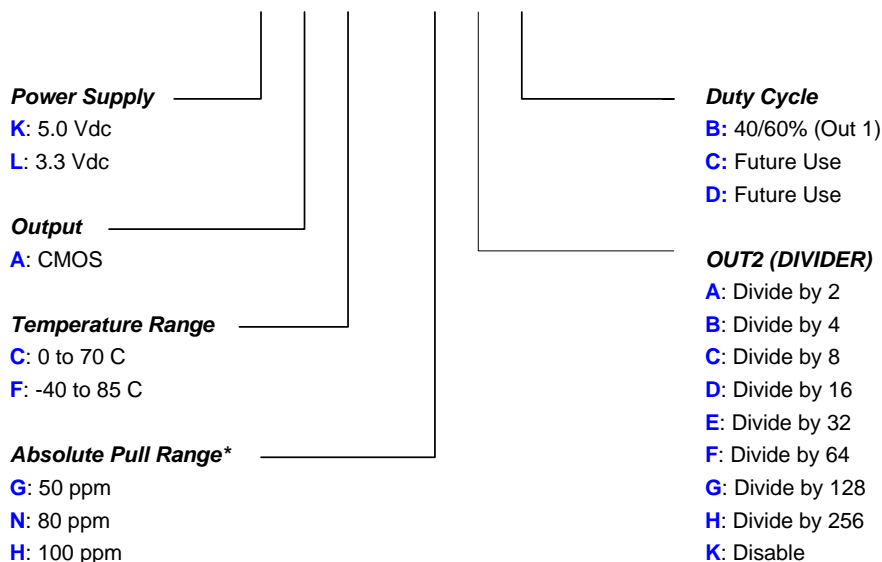 Power Supply
K: 5.0 Vdc
L: 3.3 Vdc
Output
A: CMOS
Temperature Range
C: 0 to 70 C
F: -40 to 85 C
Absolute Pull Range*
G: 50 ppm
N: 80 ppm
H: 100 ppm
Duty Cycle
B: 40/60% (Out 1)
C: Future Use
D: Future Use
OUT2 (DIVIDER)
A: Divide by 2
B: Divide by 4
C: Divide by 8
D: Divide by 16
E: Divide by 32
F: Divide by 64
G: Divide by 128
H: Divide by 256
K: Disable